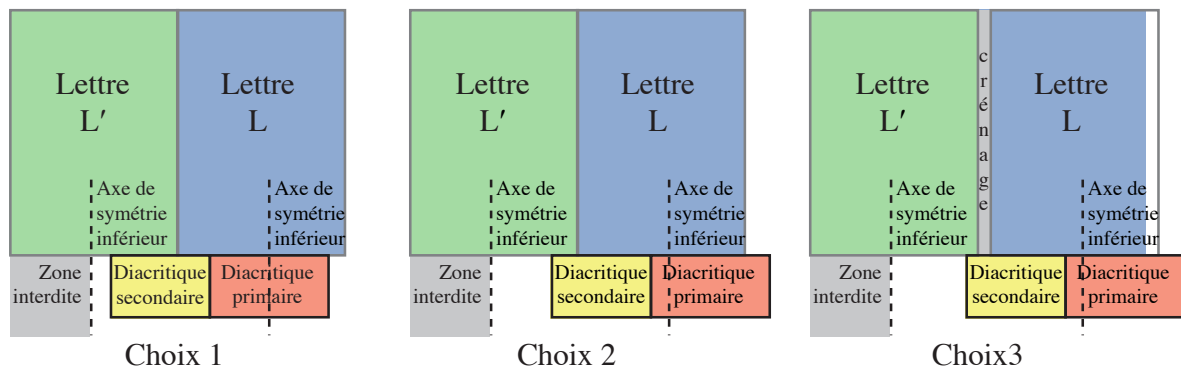 Lettre
L′
Lettre
L
Axe de
symétrie
inférieur
Axe de
symétrie
inférieur
Zone
interdite
Diacritique
secondaire
Diacritique
primaire
Choix 1
Lettre
L′
Lettre
L
Axe de
symétrie
inférieur
Axe de
symétrie
inférieur
Zone
interdite
Diacritique
secondaire
Diacritique
primaire
Choix 2
Lettre
L′
crénage
Lettre
L
Axe de
symétrie
inférieur
Axe de
symétrie
inférieur
Zone
interdite
Diacritique
secondaire
Diacritique
primaire
Choix3